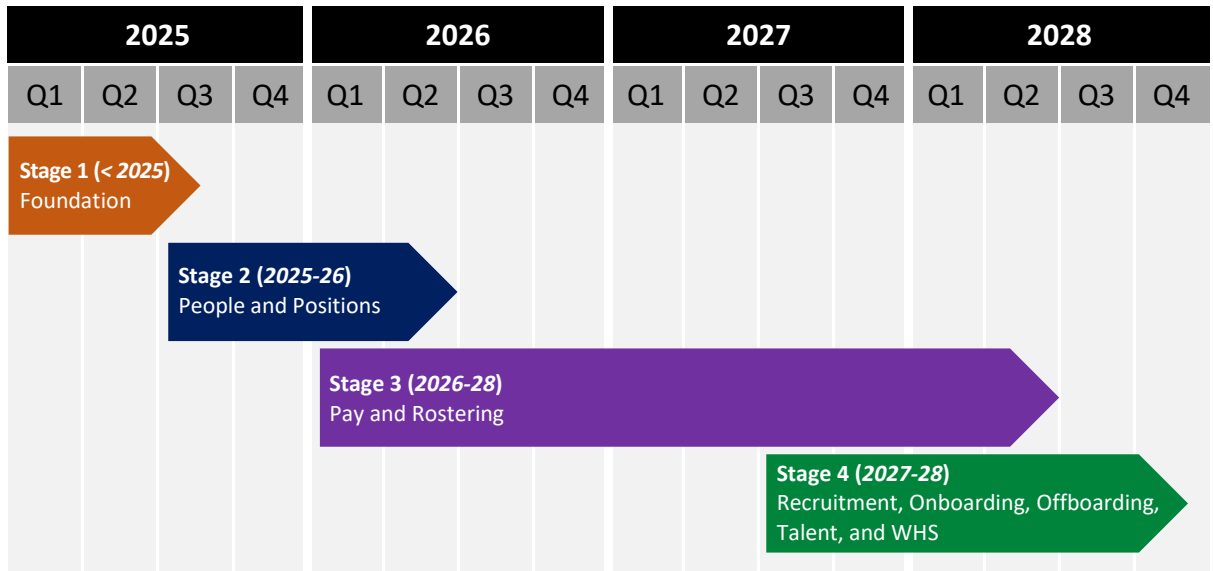 2025 2026 2027 2028
Q1 Q2 Q3 Q4 Q1 Q2 Q3 Q4 Q1 Q2 Q3 Q4 Q1 Q2 Q3 Q4
Stage 1 (< 2025)
Foundation
Stage 2 (2025-26)
People and Positions
Stage 3 (2026-28)
Pay and Rostering
Stage 4 (2027-28)
Recruitment, Onboarding, Offboarding,
Talent, and WHS